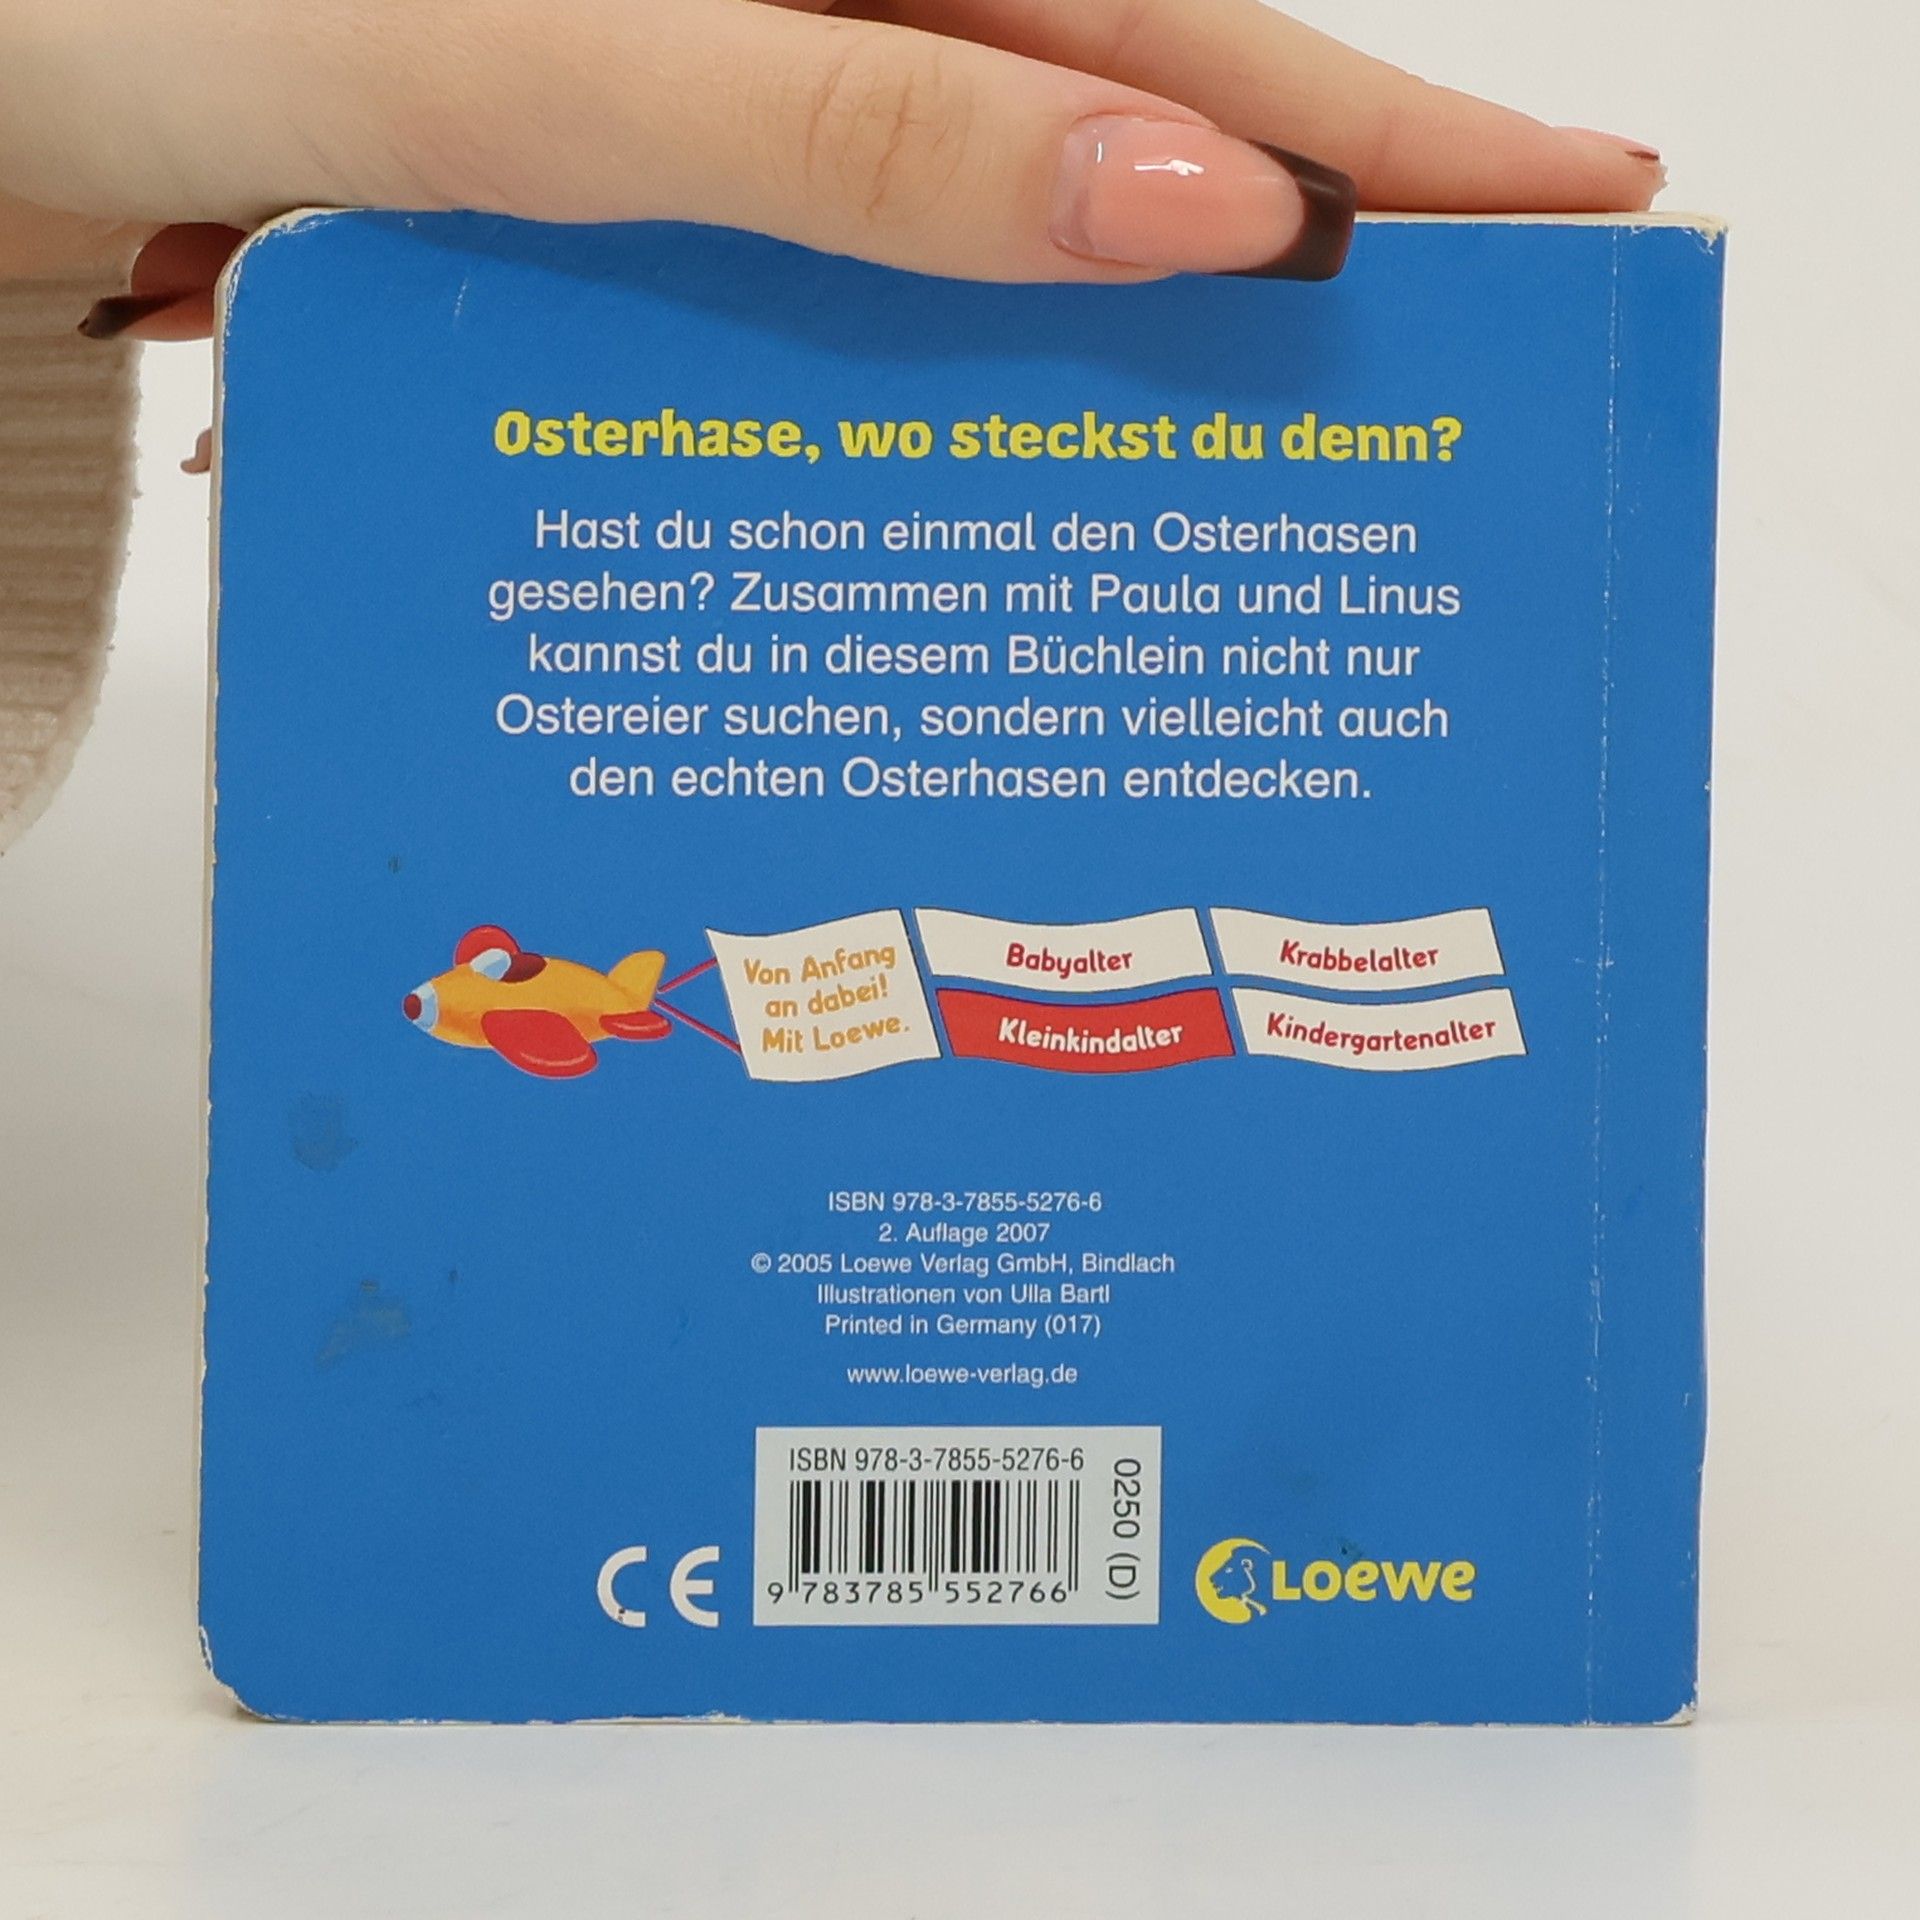 Osterhase, wo steckst du denn?
Hast du schon einmal den Osterhasen
gesehen? Zusammen mit Paula und Linus
kannst du in diesem Büchlein nicht nur
Ostereier suchen, sondern vielleicht auch
den echten Osterhasen entdecken.
Von Anfang
an dabei!
Mit Loewe.
Babyalter
Krabbelalter
Kleinkindalter
Kindergartenalter
ISBN 978-3-7855-5276-6
2. Auflage 2007
© 2005 Loewe Verlag GmbH, Bindlach
Illustrationen von Ulla Bartl
Printed in Germany (017)
www.loewe-verlag.de
ISBN 978-3-7855-5276-6
9 783785 552766
0250 (D)
CE
Loewe